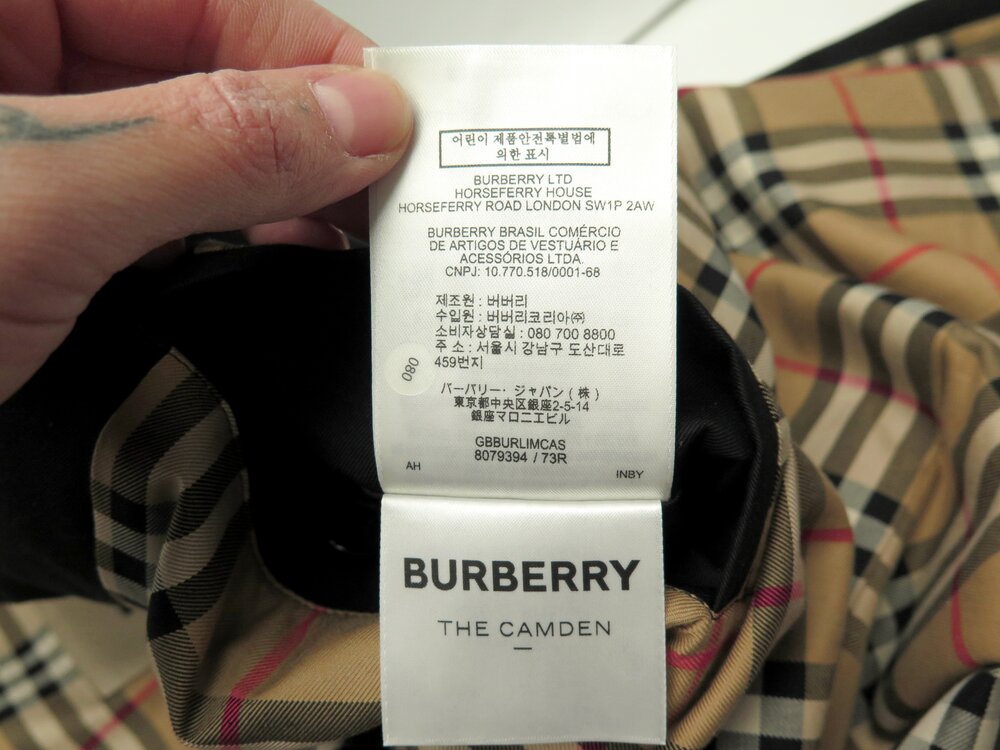 어린이 제품안전특별법에
의한 표시
BURBERRY LTD
HORSEFERRY HOUSE
HORSEFERRY ROAD LONDON SW1P 2AW
BURBERRY BRASIL COMÉRCIO
DE ARTIGOS DE VESTUÁRIO E
ACESSÓRIOS LTDA.
CNPJ: 10.770.518/0001-68
제조원 : 버버리
수입원 : 버버리코리아㈜
소비자상담실 : 080 700 8800
주 소 : 서울시 강남구 도산대로
459번지
080
バーバリー・ジャパン ( 株 )
東京都中央区銀座2-5-14
銀座マロニエビル
GBBURLIMCAS
8079394 / 73R
AH
INBY
BURBERRY
THE CAMDEN